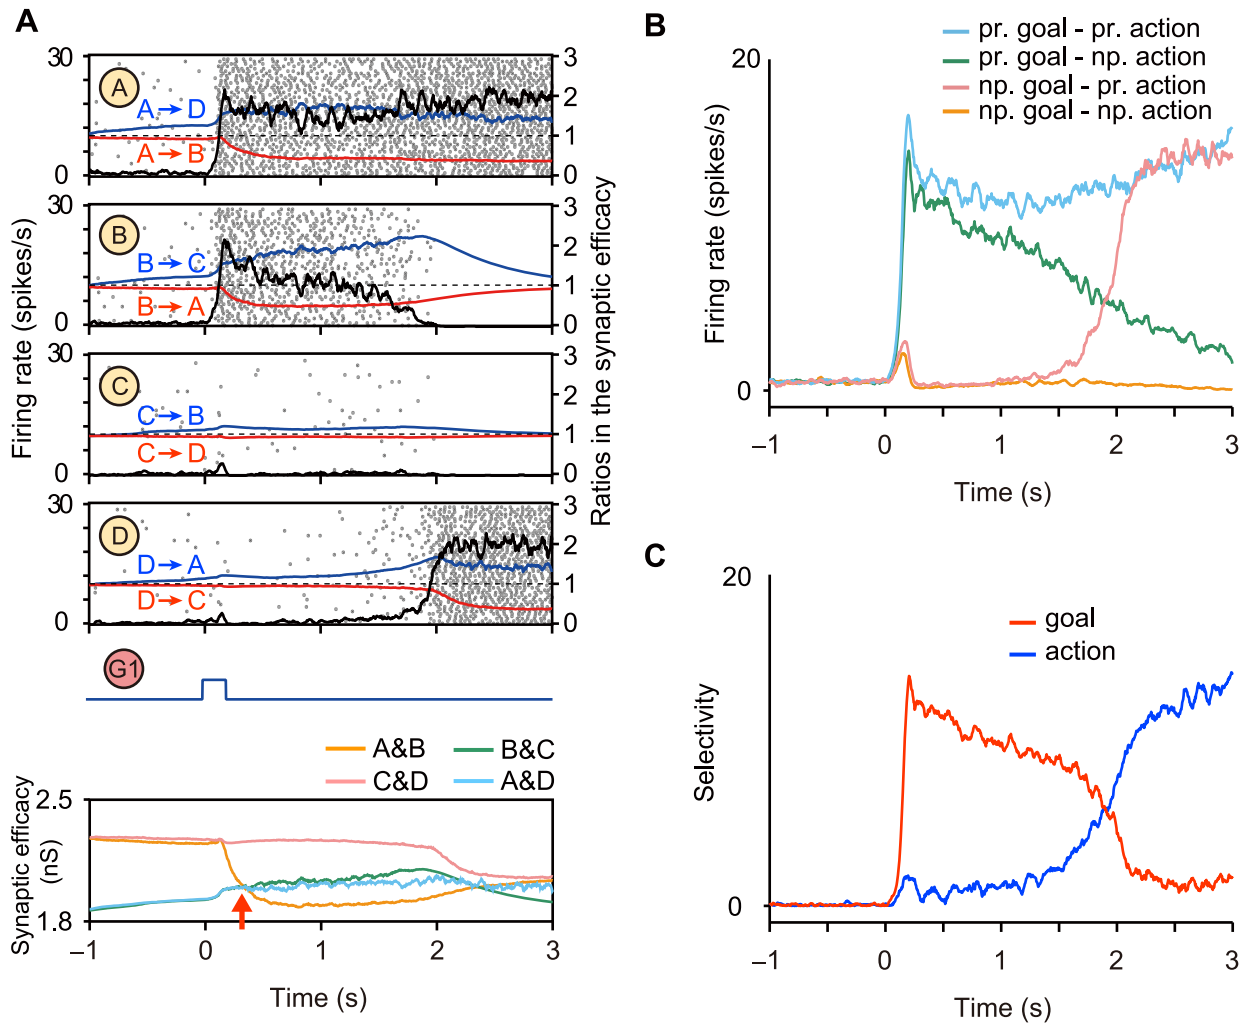 A
30
0
3
2
1
0
A
A→D
A→B
30
0
3
2
1
0
B
B→C
B→A
30
0
3
2
1
0
C
C→B
C→D
30
0
3
2
1
0
D
D→A
D→C
Firing rate (spikes/s)
Ratios in the synaptic efficacy
G1
A&B
B&C
C&D
A&D
2.5
1.8
Synaptic efficacy
(nS)
–1 0 1 2 3
Time (s)
B
pr. goal - pr. action
pr. goal - np. action
np. goal - pr. action
np. goal - np. action
20
0
Firing rate (spikes/s)
–1 0 1 2 3
Time (s)
C
goal
action
20
0
Selectivity
–1 0 1 2 3
Time (s)